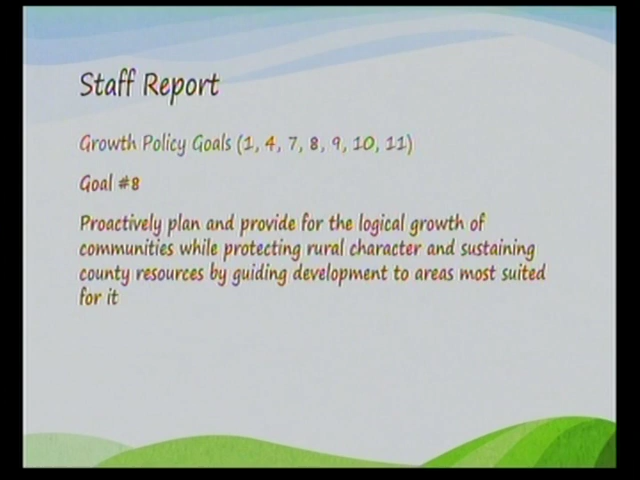 Staff Report
Growth Policy Goals (1, 4, 7, 8, 9, 10, 11)
Goal #8
Proactively plan and provide for the logical growth of
communities while protecting rural character and sustaining
county resources by guiding development to areas most suited
for it